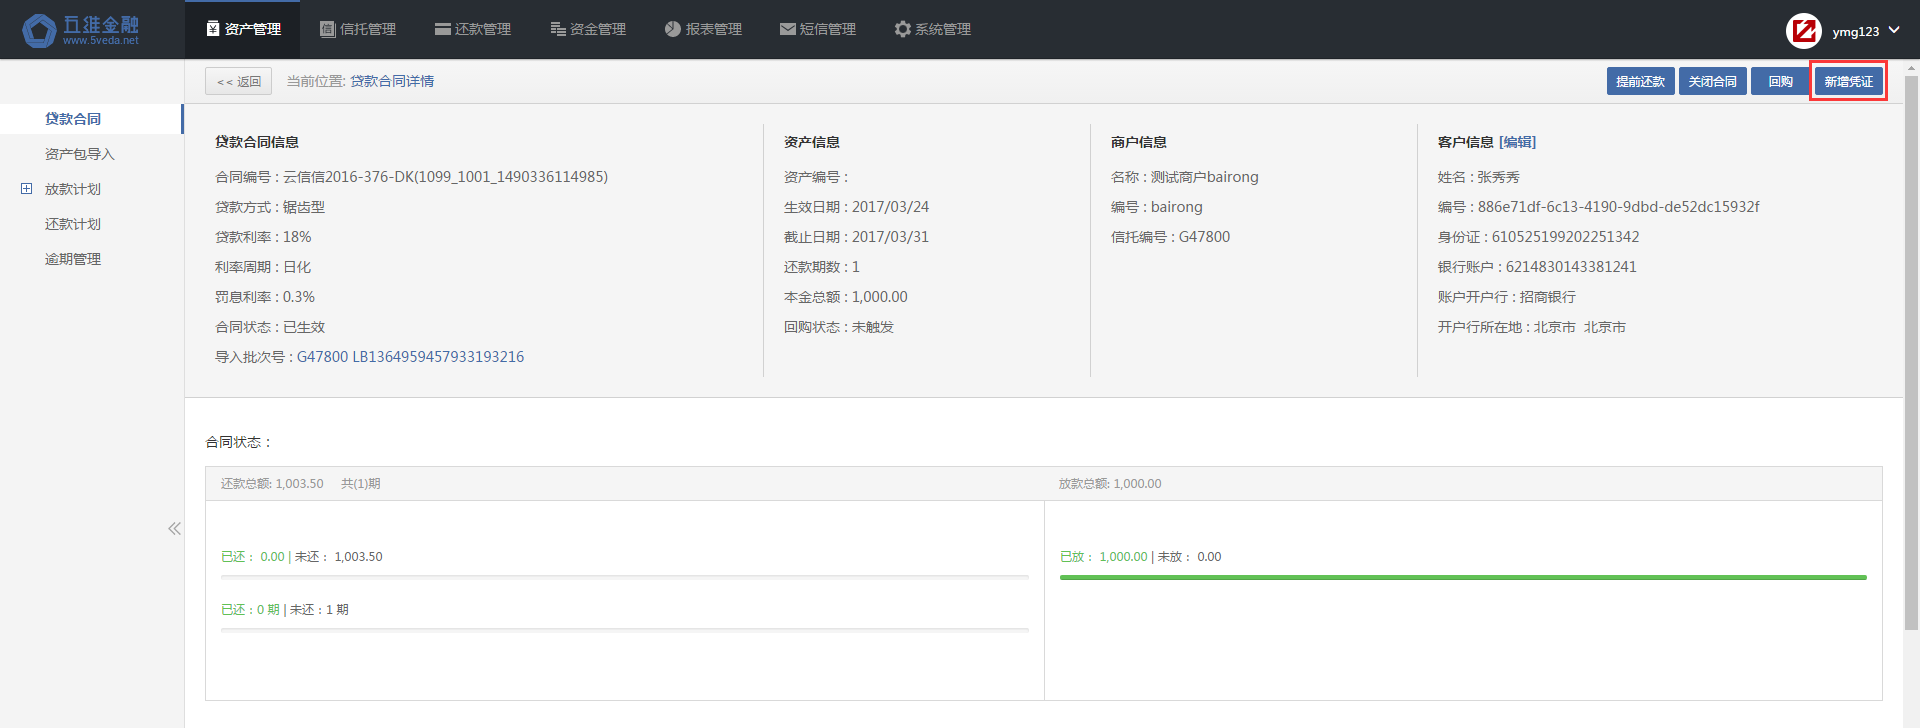 五维金融
www.5veda.net
资产管理
信托管理
还款管理
资金管理
报表管理
短信管理
系统管理
ymg123
<< 返回
当前位置: 贷款合同详情
提前还款
关闭合同
回购
新增凭证
贷款合同
资产包导入
放款计划
还款计划
逾期管理
贷款合同信息
合同编号 : 云信信2016-376-DK(1099_1001_1490336114985)
贷款方式 : 锯齿型
贷款利率 : 18%
利率周期 : 日化
罚息利率 : 0.3%
合同状态 : 已生效
导入批次号 : G47800 LB1364959457933193216
资产信息
资产编号 :
生效日期 : 2017/03/24
截止日期 : 2017/03/31
还款期数 : 1
本金总额 : 1,000.00
回购状态 : 未触发
商户信息
名称 : 测试商户bairong
编号 : bairong
信托编号 : G47800
客户信息 [编辑]
姓名 : 张秀秀
编号 : 886e71df-6c13-4190-9dbd-de52dc15932f
身份证 : 610525199202251342
银行账户 : 6214830143381241
账户开户行 : 招商银行
开户行所在地 : 北京市 北京市
合同状态：
还款总额: 1,003.50 共(1)期
放款总额: 1,000.00
已还： 0.00 | 未还： 1,003.50
已还：0 期 | 未还：1 期
已放： 1,000.00 | 未放： 0.00